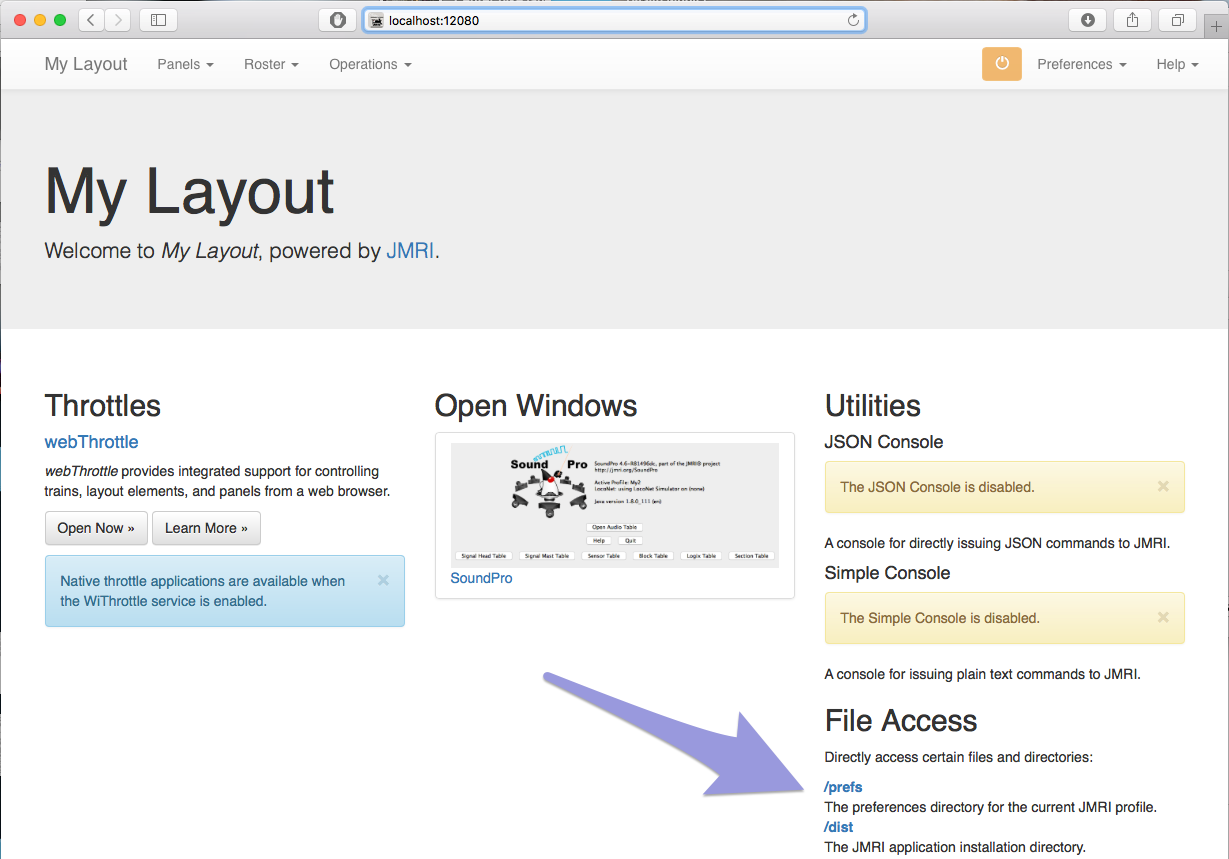 localhost:12080
My Layout Panels Roster Operations Preferences Help
My Layout
Welcome to My Layout, powered by JMRI.
Throttles
webThrottle
webThrottle provides integrated support for controlling
trains, layout elements, and panels from a web browser.
Open Now » Learn More »
Native throttle applications are available when
the WiThrottle service is enabled.
Open Windows
Sound Pro
SoundPro 4.6-R81496dc, part of the JMRI® project
http://jmri.org/SoundPro
Active Profile: My2
LocoNet: using LocoNet Simulator on (none)
Java version 1.8.0_111 (en)
Open Audio Table
Help Quit
Signal Head Table Signal Mast Table Sensor Table Block Table Logix Table Section Table
SoundPro
Utilities
JSON Console
The JSON Console is disabled.
A console for directly issuing JSON commands to JMRI.
Simple Console
The Simple Console is disabled.
A console for issuing plain text commands to JMRI.
File Access
Directly access certain files and directories:
/prefs
The preferences directory for the current JMRI profile.
/dist
The JMRI application installation directory.